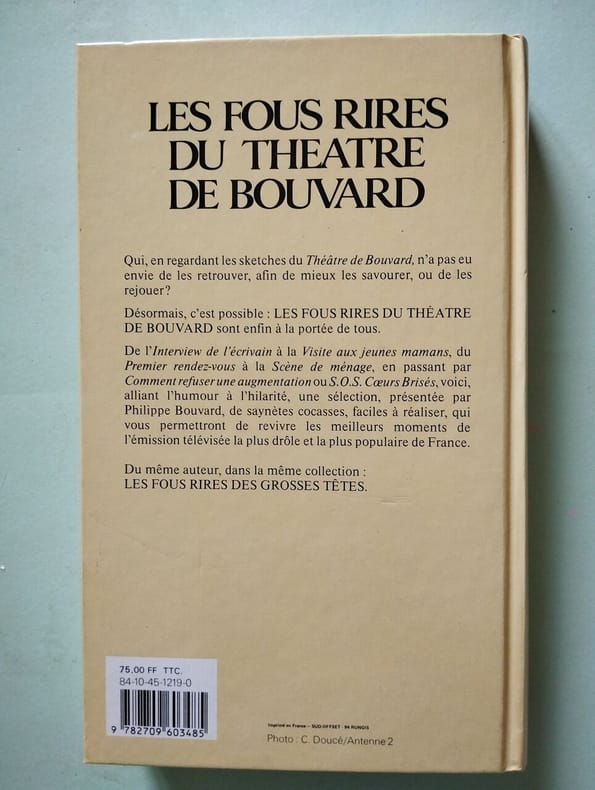 LES FOUS RIRES
DU THEATRE
DE BOUVARD
Qui, en regardant les sketches du Théâtre de Bouvard, n'a pas eu
envie de les retrouver, afin de mieux les savourer, ou de les
rejouer?
Désormais, c'est possible : LES FOUS RIRES DU THÉATRE
DE BOUVARD sont enfin à la portée de tous.
De l'Interview de l'écrivain à la Visite aux jeunes mamans, du
Premier rendez-vous à la Scène de ménage, en passant par
Comment refuser une augmentation ou S.O.S. Cœurs Brisés, voici,
alliant l'humour à l'hilarité, une sélection, présentée par
Philippe Bouvard, de saynètes cocasses, faciles à réaliser, qui
vous permettront de revivre les meilleurs moments de
l'émission télévisée la plus drôle et la plus populaire de France.
Du même auteur, dans la même collection :
LES FOUS RIRES DES GROSSES TÊTES.
75.00 FF TTC.
84-10-45-1219-0
9 782709 603485
Imprimé en France – SUD OFFSET - 94 RUNGIS
Photo : C. Doucé/Antenne 2